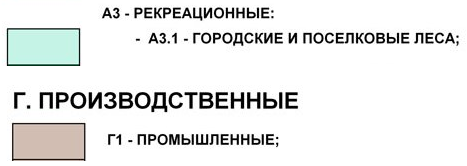 А3 - РЕКРЕАЦИОННЫЕ:
- А3.1 - ГОРОДСКИЕ И ПОСЕЛКОВЫЕ ЛЕСА;
Г. ПРОИЗВОДСТВЕННЫЕ
Г1 - ПРОМЫШЛЕННЫЕ;